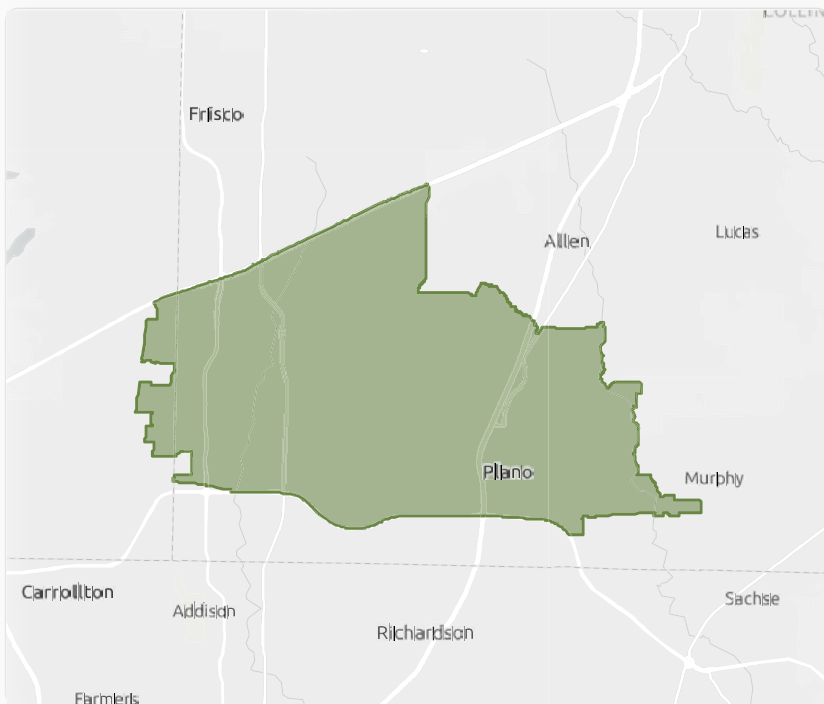 Frisco
Allen
Lucas
Plano
Murphy
Carrollton
Addison
Sachse
Richardson
Farmers